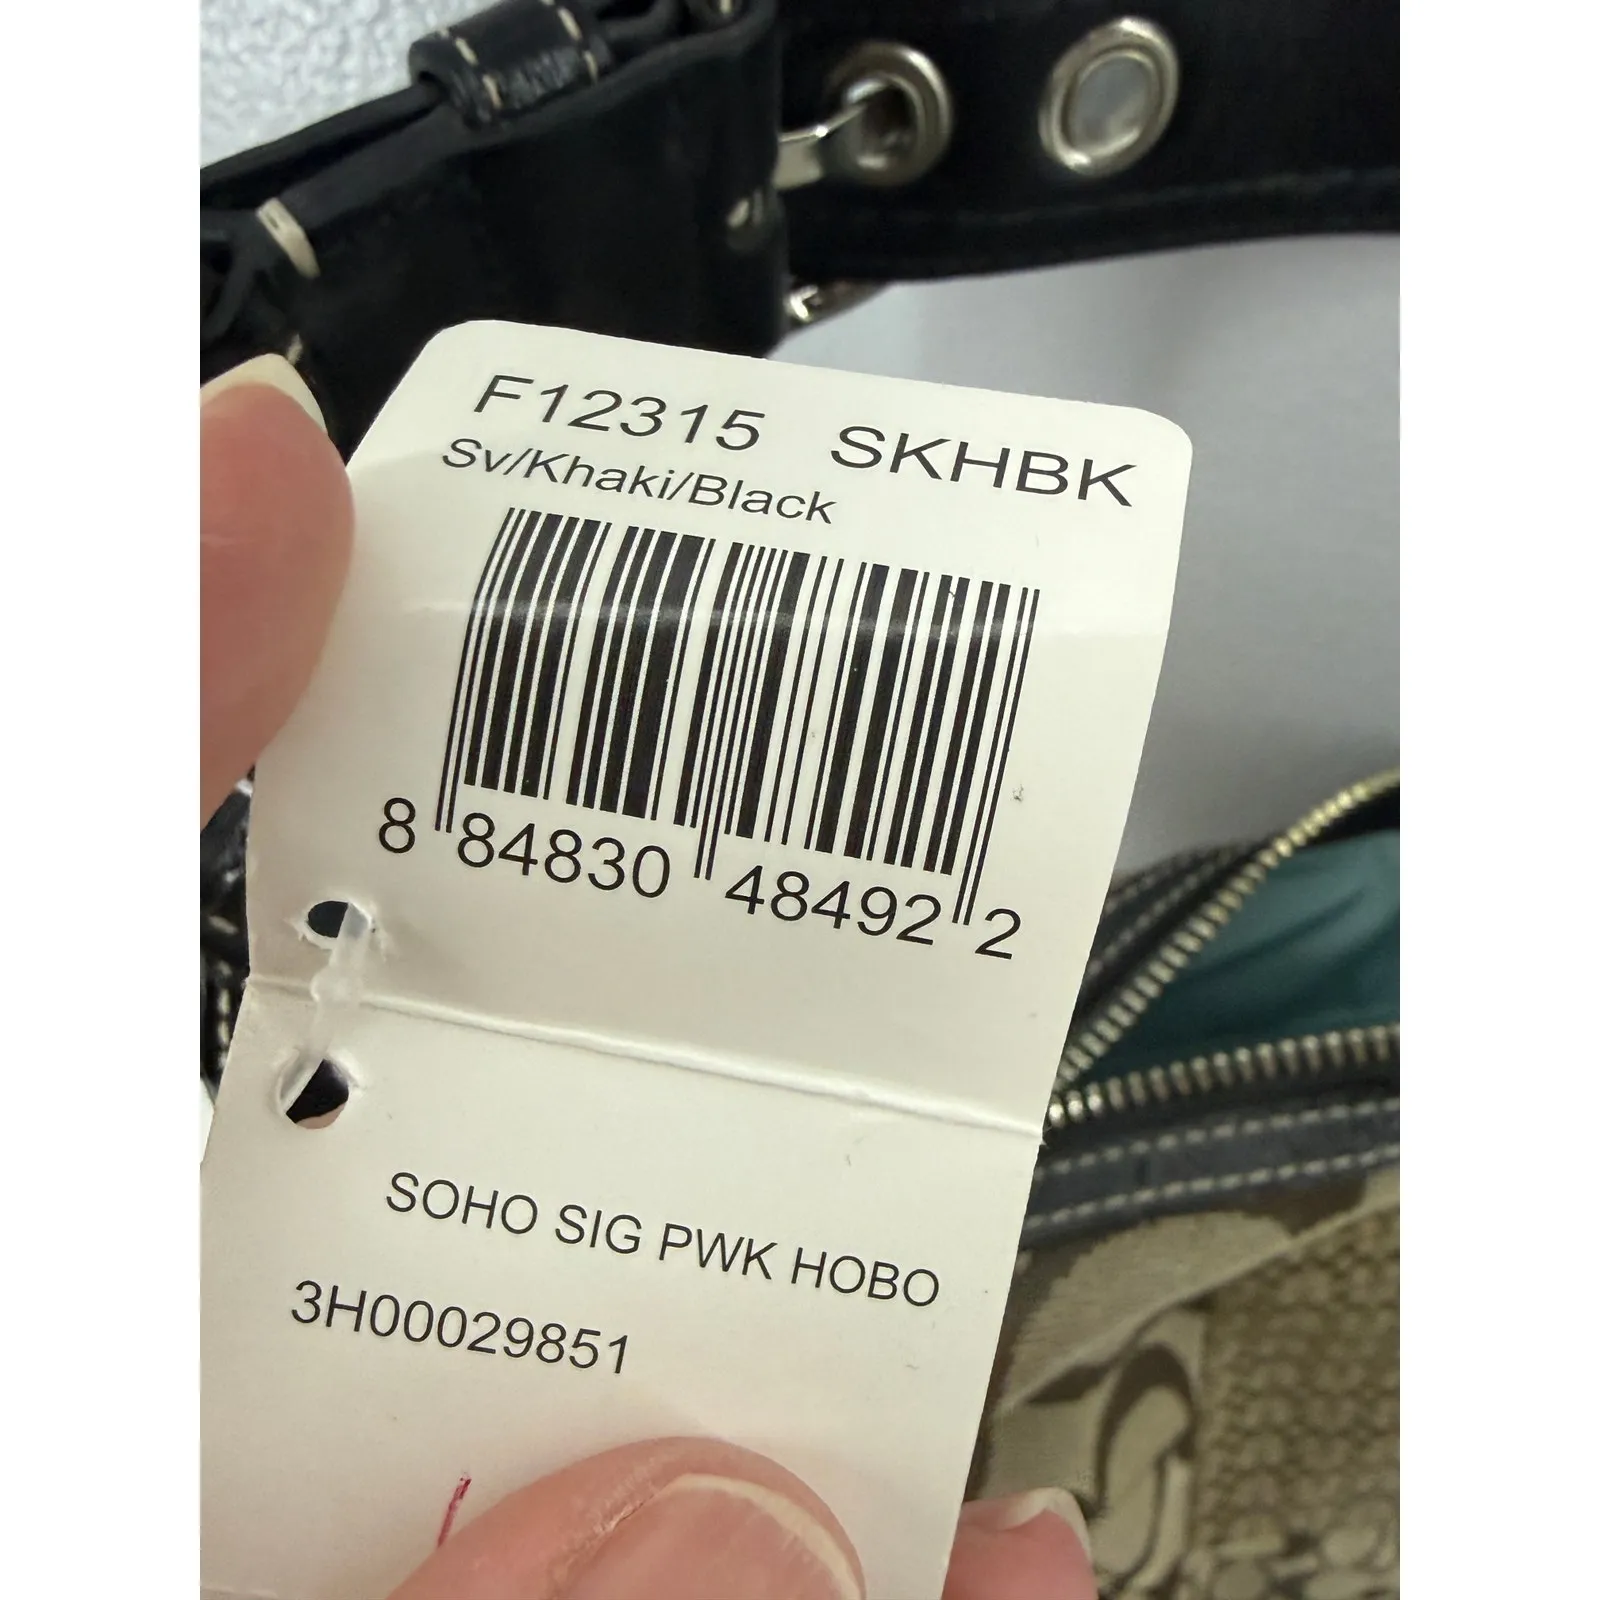 F12315 SKHBK
Sv/Khaki/Black
8 84830 48492 2
SOHO SIG PWK HOBO
3H00029851